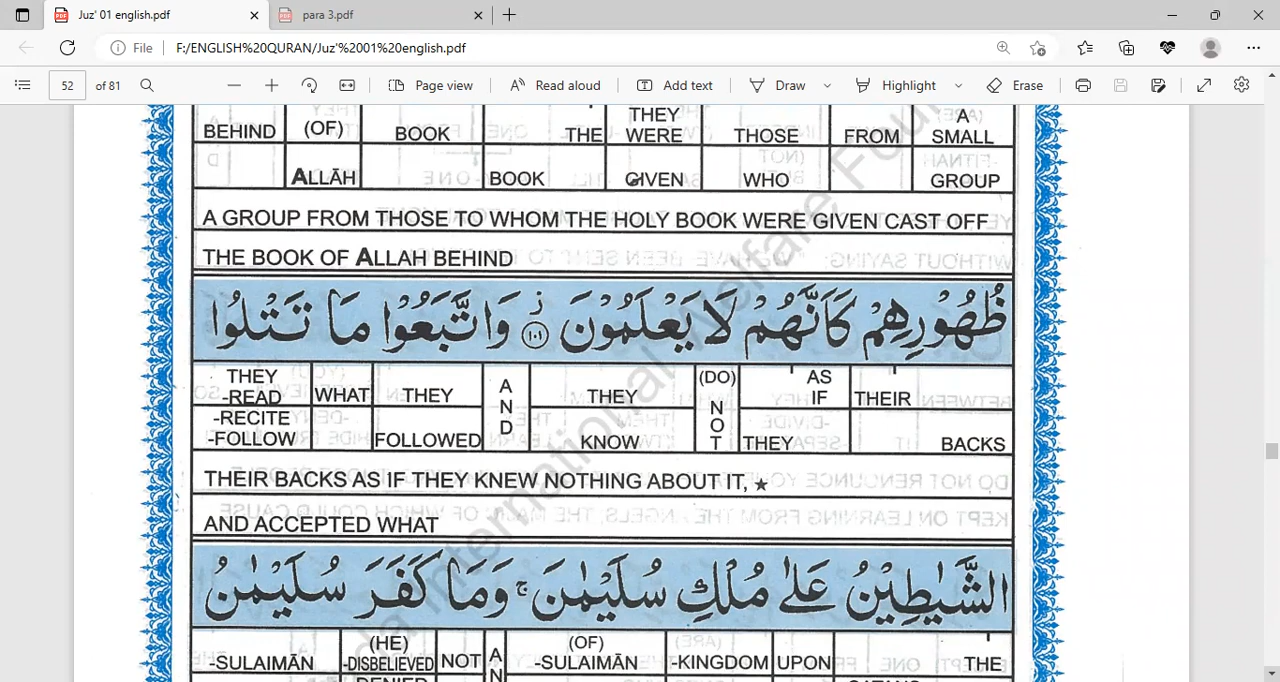 Juz' 01 english.pdf
para 3.pdf
File
F:/ENGLISH%20QURAN/Juz'%2001%20english.pdf
52 of 81
Page view
Read aloud
Add text
Draw
Highlight
Erase
BEHIND (OF) BOOK THE THEY WERE THOSE FROM A SMALL
ALLĀH BOOK GIVEN WHO GROUP
A GROUP FROM THOSE TO WHOM THE HOLY BOOK WERE GIVEN CAST OFF
THE BOOK OF ALLAH BEHIND
ظُهُوْرِهِمْ كَاَنَّهُمْ لَا يَعْلَمُوْنَ ز ﴿۱۰۱﴾ وَاتَّبَعُوْا مَا تَتْلُوا
THEY -READ WHAT THEY AND THEY (DO) NOT AS IF THEIR
-RECITE -FOLLOW FOLLOWED KNOW THEY BACKS
THEIR BACKS AS IF THEY KNEW NOTHING ABOUT IT, ★
AND ACCEPTED WHAT
الشَّيٰطِيْنُ عَلٰى مُلْكِ سُلَيْمٰنَ ۚ وَمَا كَفَرَ سُلَيْمٰنُ
-SULAIMĀN (HE) -DISBELIEVED NOT AN (OF) -SULAIMĀN -KINGDOM UPON THE